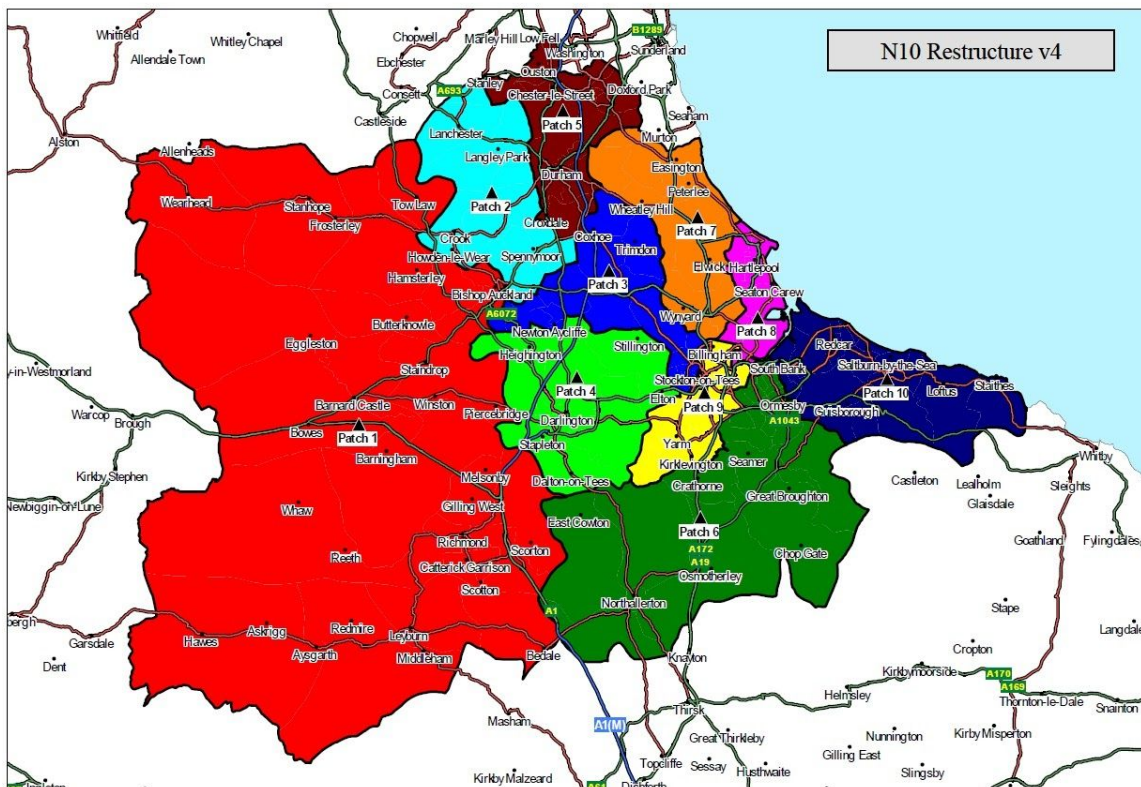 N10 Restructure v4
Whitfield
Whitley Chapel
Chopwell
Marley Hill
Low Fell
B1289
Allendale Town
Ebchester
Washington
Sunderland
Ouston
Stanley
A693
Consett
Chester-le-Street
Doxford Park
Castleside
Patch 5
Seaham
Lanchester
Murton
Alston
Allenheads
Langley Park
Easington
Durham
Peterlee
Wearhead
Stanhope
Tow Law
Patch 2
Wheatley Hill
Frosterley
Croxdale
Patch 7
Crook
Coxhoe
Trimdon
Howden-le-Wear
Spennymoor
Elwick
Hartlepool
Hamsterley
Patch 3
Bishop Auckland
Seaton Carew
A6072
Wynyard
Butterknowle
Newton Aycliffe
Patch 8
Eggleston
Heighington
Stillington
Billingham
Redcar
Staindrop
South Bank
Saltburn-by-the-Sea
y-in-Westmorland
Patch 4
Stockton-on-Tees
Patch 10
Loftus
Staithes
Barnard Castle
Winston
Elton
Patch 9
Ormesby
Guisborough
Warcop
Brough
Piercebridge
Darlington
A1043
Bowes
Patch 1
Stapleton
Yarm
Barningham
Kirklevington
Seamer
Whitby
Kirkby Stephen
Melsonby
Dalton-on-Tees
Crathorne
Castleton
Lealholm
Sleights
Newbiggin-on-Lune
Whaw
Gilling West
Great Broughton
Glaisdale
East Cowton
Patch 6
Richmond
Scorton
Goathland
Fylingdales
Reeth
A172
Chop Gate
Catterick Garrison
A19
Scotton
Osmotherley
A1
Northallerton
Stape
bergh
Askrigg
Redmire
Langdale
Garsdale
Hawes
Leyburn
Aysgarth
Cropton
Dent
Middleham
Bedale
Knayton
Kirkbymoorside
A170
A169
Helmsley
Thornton-le-Dale
Snainton
Masham
Thirsk
A1(M)
Great Thirkleby
Nunnington
Kirby Misperton
Gilling East
Topcliffe
Sessay
Husthwaite
Slingsby
Kirkby Malzeard